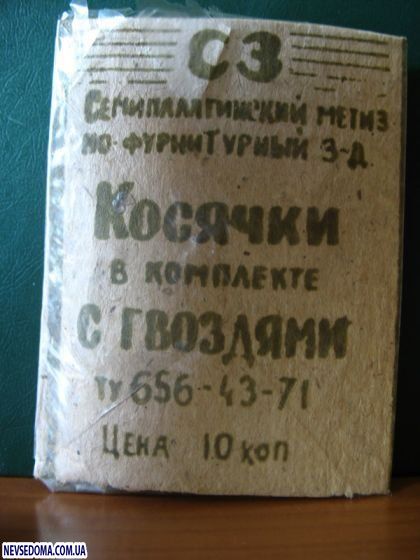 СЗ
СЕМИПАЛАТИНСКИЙ МЕТИЗ
НО-ФУРНИТУРНЫЙ З-Д
КОСЯЧКИ
В КОМПЛЕКТЕ
С ГВОЗДЯМИ
ТУ 656-43-71
ЦЕНА 10 коп
NEVSEDOMA.COM.UA